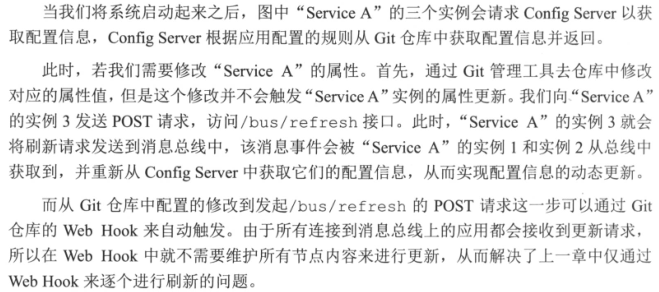 当我们将系统启动起来之后，图中“Service A”的三个实例会请求 Config Server 以获
取配置信息，Config Server 根据应用配置的规则从 Git 仓库中获取配置信息并返回。
此时，若我们需要修改“Service A”的属性。首先，通过 Git 管理工具去仓库中修改
对应的属性值，但是这个修改并不会触发“Service A”实例的属性更新。我们向“Service A”
的实例 3 发送 POST 请求，访问/bus/refresh 接口。此时，“Service A”的实例 3 就会
将刷新请求发送到消息总线中，该消息事件会被“Service A”的实例 1 和实例 2 从总线中
获取到，并重新从 Config Server 中获取它们的配置信息，从而实现配置信息的动态更新。
而从 Git 仓库中配置的修改到发起/bus/refresh 的 POST 请求这一步可以通过 Git
仓库的 Web Hook 来自动触发。由于所有连接到消息总线上的应用都会接收到更新请求，
所以在 Web Hook 中就不需要维护所有节点内容来进行更新，从而解决了上一章中仅通过
Web Hook 来逐个进行刷新的问题。